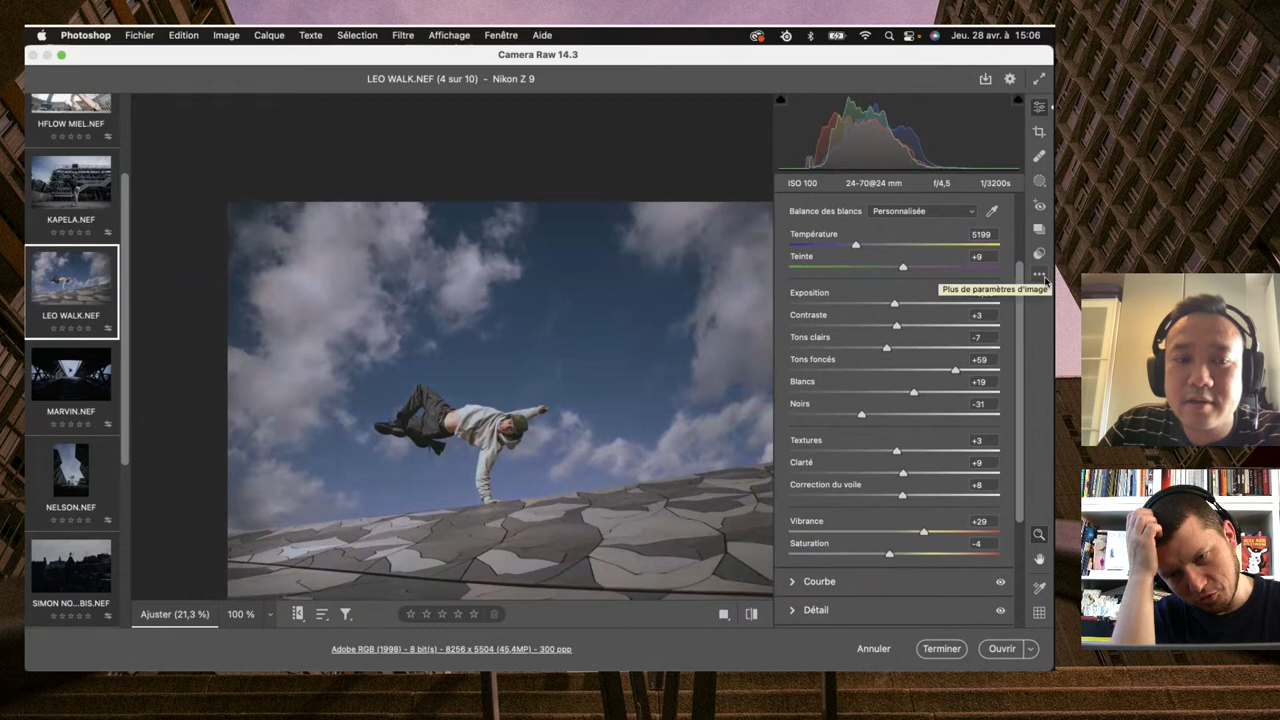 Photoshop Fichier Edition Image Calque Texte Sélection Filtre Affichage Fenêtre Aide Jeu. 28 avr. à 15:06
Camera Raw 14.3
LEO WALK.NEF (4 sur 10) - Nikon Z 9
HFLOW MIEL.NEF
KAPELA.NEF
LEO WALK.NEF
MARVIN.NEF
NELSON.NEF
SIMON NO...BIS.NEF
ISO 100 24-70@24 mm f/4,5 1/3200s
Balance des blancs Personnalisée
Température 5199
Teinte +9
Plus de paramètres d'image
Exposition
Contraste +3
Tons clairs -7
Tons foncés +59
Blancs +19
Noirs -31
Textures +3
Clarté +9
Correction du voile +8
Vibrance +29
Saturation -4
Courbe
Détail
Ajuster (21,3 %) 100 %
Adobe RGB (1998) - 8 bit(s) - 8256 x 5504 (45,4MP) - 300 ppp
Annuler Terminer Ouvrir